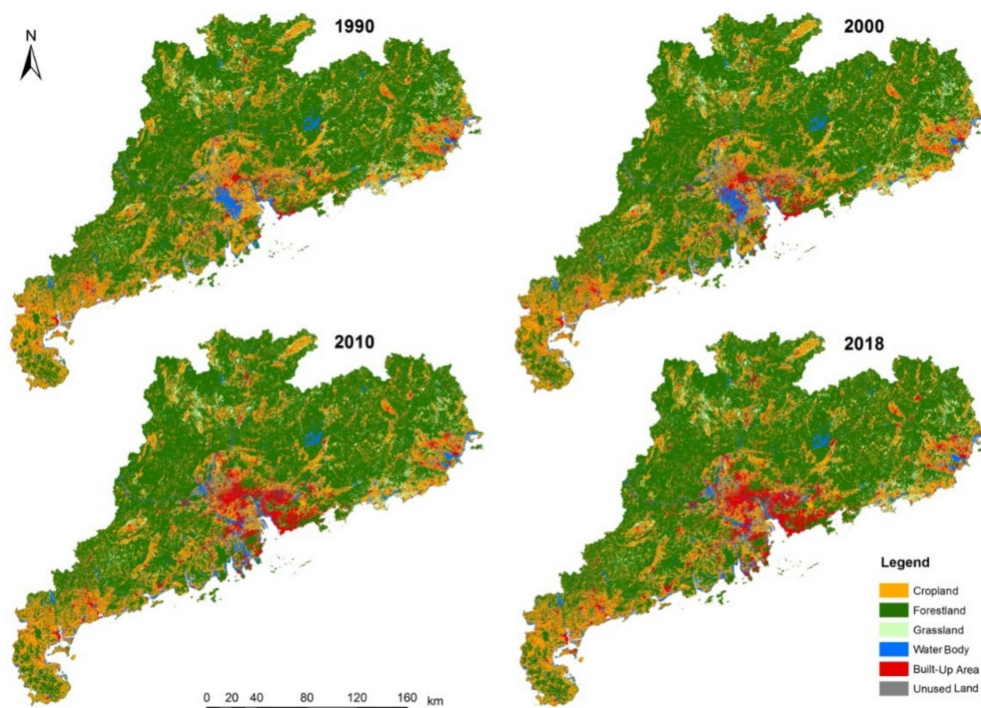 1990
2000
N
2010
2018
Legend
Cropland
Forestland
Grassland
Water Body
Built-Up Area
Unused Land
0 20 40 80 120 160 km